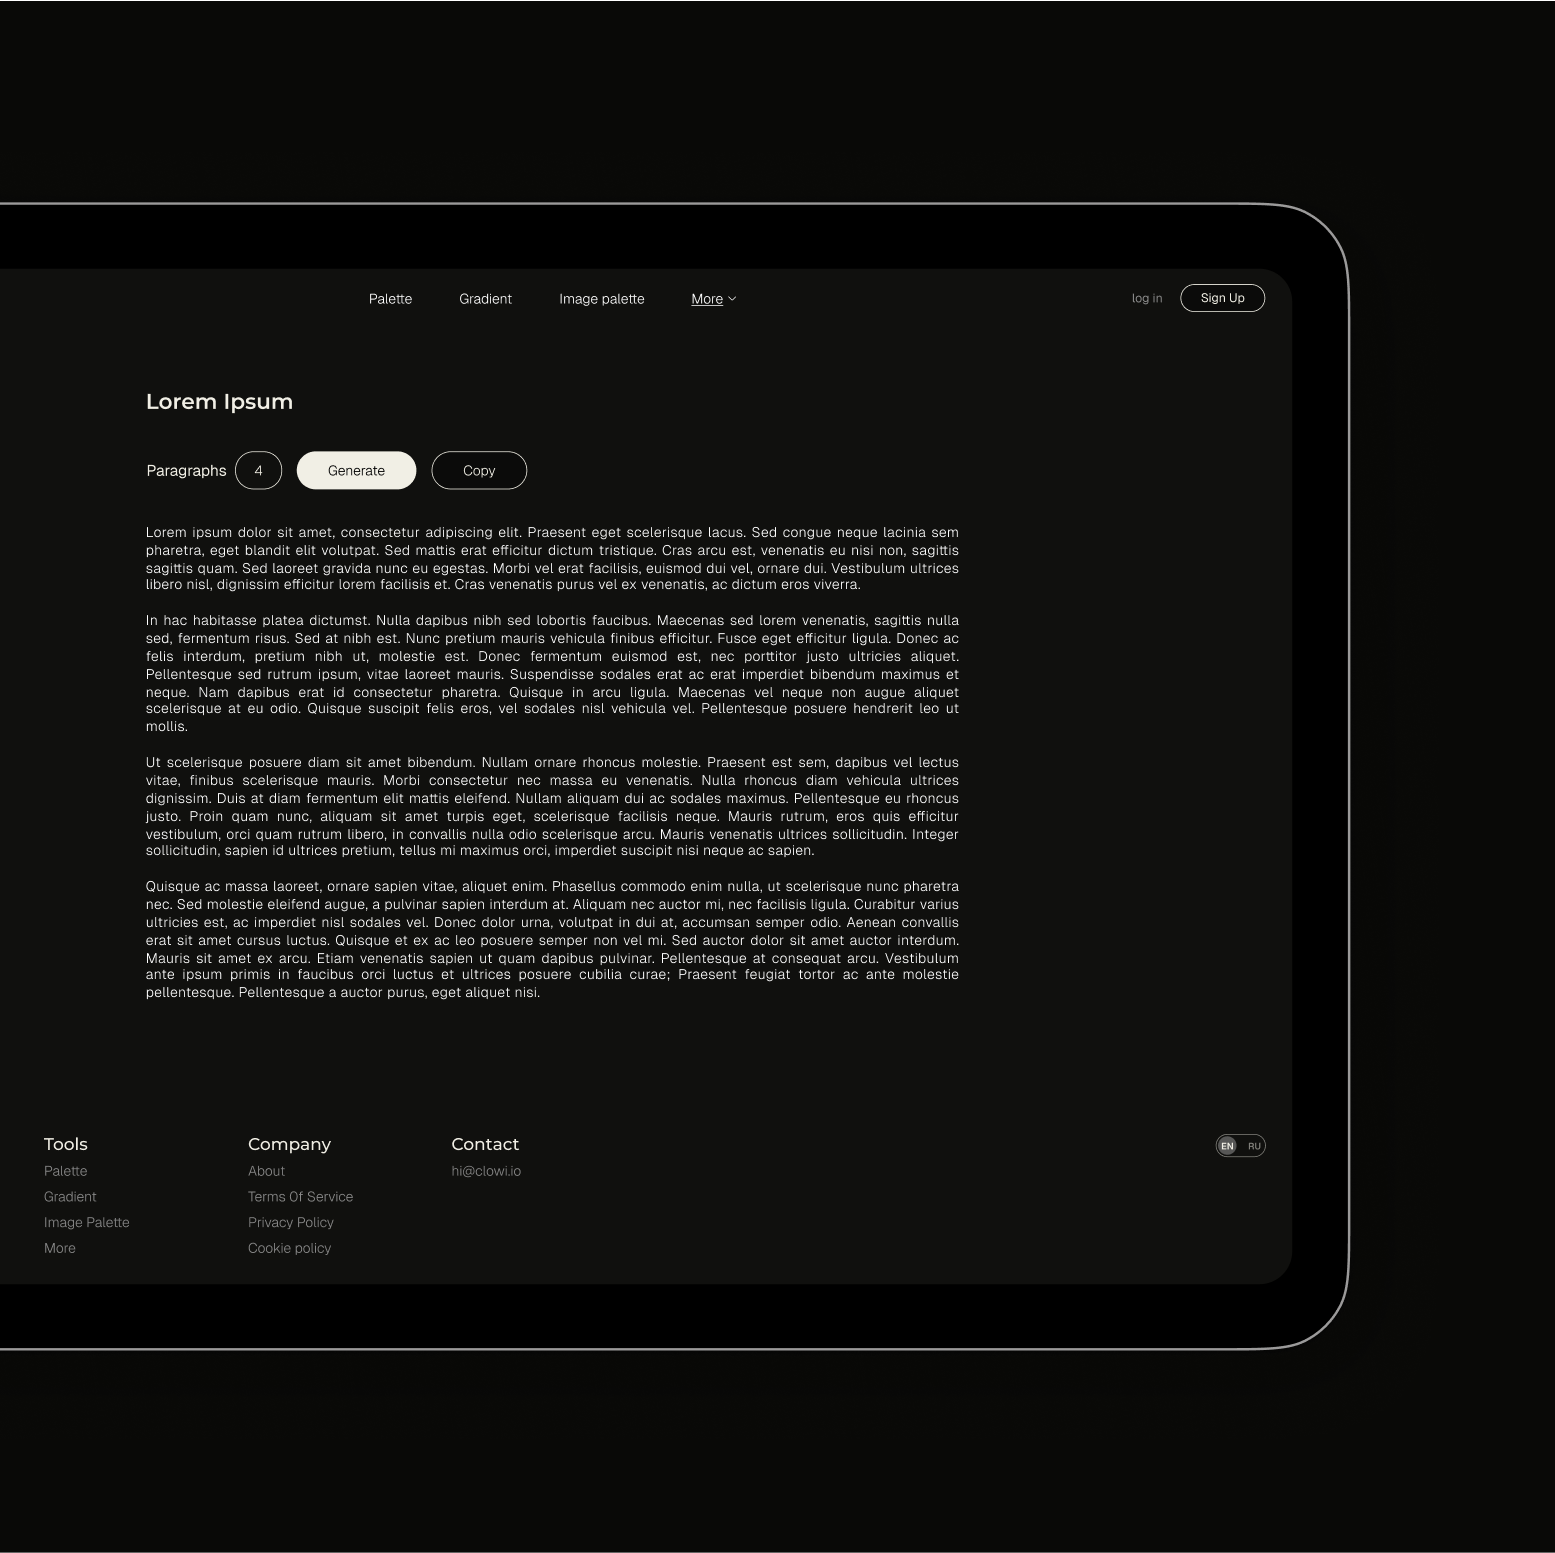 Palette Gradient Image palette More log in Sign Up
Lorem Ipsum
Paragraphs 4 Generate Copy
Lorem ipsum dolor sit amet, consectetur adipiscing elit. Praesent eget scelerisque lacus. Sed congue neque lacinia sem
pharetra, eget blandit elit volutpat. Sed mattis erat efficitur dictum tristique. Cras arcu est, venenatis eu nisi non, sagittis
sagittis quam. Sed laoreet gravida nunc eu egestas. Morbi vel erat facilisis, euismod dui vel, ornare dui. Vestibulum ultrices
libero nisl, dignissim efficitur lorem facilisis et. Cras venenatis purus vel ex venenatis, ac dictum eros viverra.
In hac habitasse platea dictumst. Nulla dapibus nibh sed lobortis faucibus. Maecenas sed lorem venenatis, sagittis nulla
sed, fermentum risus. Sed at nibh est. Nunc pretium mauris vehicula finibus efficitur. Fusce eget efficitur ligula. Donec ac
felis interdum, pretium nibh ut, molestie est. Donec fermentum euismod est, nec porttitor justo ultricies aliquet.
Pellentesque sed rutrum ipsum, vitae laoreet mauris. Suspendisse sodales erat ac erat imperdiet bibendum maximus et
neque. Nam dapibus erat id consectetur pharetra. Quisque in arcu ligula. Maecenas vel neque non augue aliquet
scelerisque at eu odio. Quisque suscipit felis eros, vel sodales nisl vehicula vel. Pellentesque posuere hendrerit leo ut
mollis.
Ut scelerisque posuere diam sit amet bibendum. Nullam ornare rhoncus molestie. Praesent est sem, dapibus vel lectus
vitae, finibus scelerisque mauris. Morbi consectetur nec massa eu venenatis. Nulla rhoncus diam vehicula ultrices
dignissim. Duis at diam fermentum elit mattis eleifend. Nullam aliquam dui ac sodales maximus. Pellentesque eu rhoncus
justo. Proin quam nunc, aliquam sit amet turpis eget, scelerisque facilisis neque. Mauris rutrum, eros quis efficitur
vestibulum, orci quam rutrum libero, in convallis nulla odio scelerisque arcu. Mauris venenatis ultrices sollicitudin. Integer
sollicitudin, sapien id ultrices pretium, tellus mi maximus orci, imperdiet suscipit nisi neque ac sapien.
Quisque ac massa laoreet, ornare sapien vitae, aliquet enim. Phasellus commodo enim nulla, ut scelerisque nunc pharetra
nec. Sed molestie eleifend augue, a pulvinar sapien interdum at. Aliquam nec auctor mi, nec facilisis ligula. Curabitur varius
ultricies est, ac imperdiet nisl sodales vel. Donec dolor urna, volutpat in dui at, accumsan semper odio. Aenean convallis
erat sit amet cursus luctus. Quisque et ex ac leo posuere semper non vel mi. Sed auctor dolor sit amet auctor interdum.
Mauris sit amet ex arcu. Etiam venenatis sapien ut quam dapibus pulvinar. Pellentesque at consequat arcu. Vestibulum
ante ipsum primis in faucibus orci luctus et ultrices posuere cubilia curae; Praesent feugiat tortor ac ante molestie
pellentesque. Pellentesque a auctor purus, eget aliquet nisi.
Tools
Palette
Gradient
Image Palette
More
Company
About
Terms Of Service
Privacy Policy
Cookie policy
Contact
hi@clowi.io
EN RU